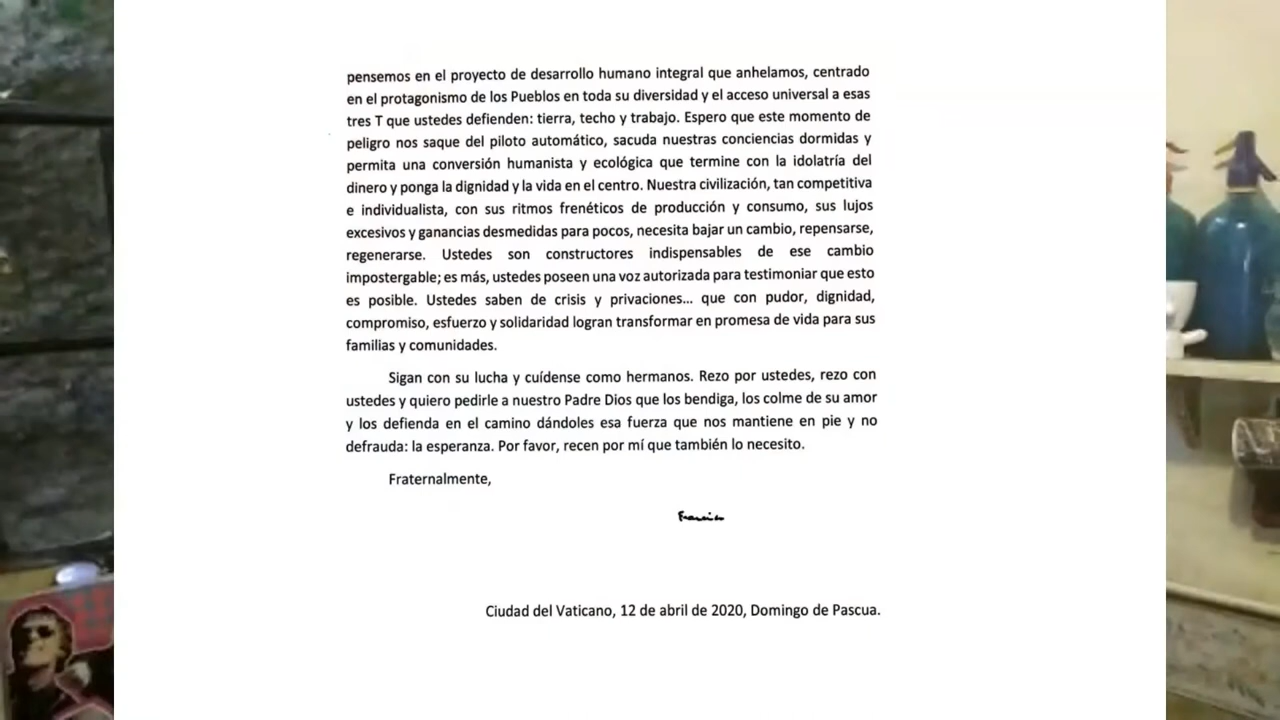 pensemos en el proyecto de desarrollo humano integral que anhelamos, centrado
en el protagonismo de los Pueblos en toda su diversidad y el acceso universal a esas
tres T que ustedes defienden: tierra, techo y trabajo. Espero que este momento de
peligro nos saque del piloto automático, sacuda nuestras conciencias dormidas y
permita una conversión humanista y ecológica que termine con la idolatría del
dinero y ponga la dignidad y la vida en el centro. Nuestra civilización, tan competitiva
e individualista, con sus ritmos frenéticos de producción y consumo, sus lujos
excesivos y ganancias desmedidas para pocos, necesita bajar un cambio, repensarse,
regenerarse. Ustedes son constructores indispensables de ese cambio
impostergable; es más, ustedes poseen una voz autorizada para testimoniar que esto
es posible. Ustedes saben de crisis y privaciones... que con pudor, dignidad,
compromiso, esfuerzo y solidaridad logran transformar en promesa de vida para sus
familias y comunidades.
Sigan con su lucha y cuídense como hermanos. Rezo por ustedes, rezo con
ustedes y quiero pedirle a nuestro Padre Dios que los bendiga, los colme de su amor
y los defienda en el camino dándoles esa fuerza que nos mantiene en pie y no
defrauda: la esperanza. Por favor, recen por mí que también lo necesito.
Fraternalmente,
Francisco
Ciudad del Vaticano, 12 de abril de 2020, Domingo de Pascua.